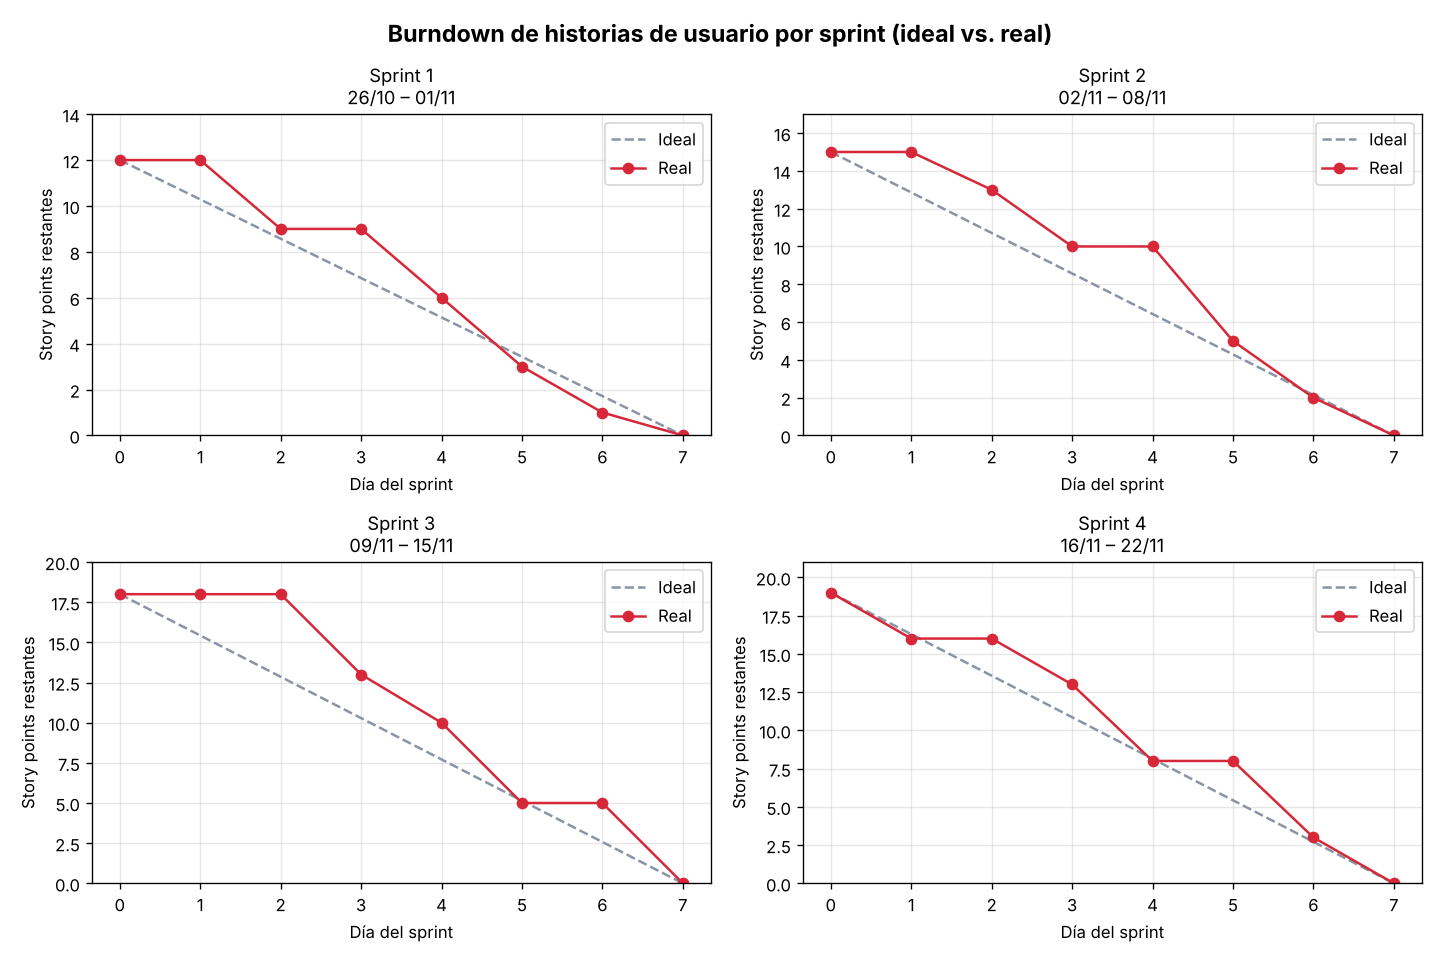 Burndown de historias de usuario por sprint (ideal vs. real)
Sprint 1
26/10 – 01/11
14
12
10
8
6
4
2
0
Story points restantes
Ideal
Real
0 1 2 3 4 5 6 7
Día del sprint
Sprint 2
02/11 – 08/11
16
14
12
10
8
6
4
2
0
Story points restantes
Ideal
Real
0 1 2 3 4 5 6 7
Día del sprint
Sprint 3
09/11 – 15/11
20.0
17.5
15.0
12.5
10.0
7.5
5.0
2.5
0.0
Story points restantes
Ideal
Real
0 1 2 3 4 5 6 7
Día del sprint
Sprint 4
16/11 – 22/11
20.0
17.5
15.0
12.5
10.0
7.5
5.0
2.5
0.0
Story points restantes
Ideal
Real
0 1 2 3 4 5 6 7
Día del sprint